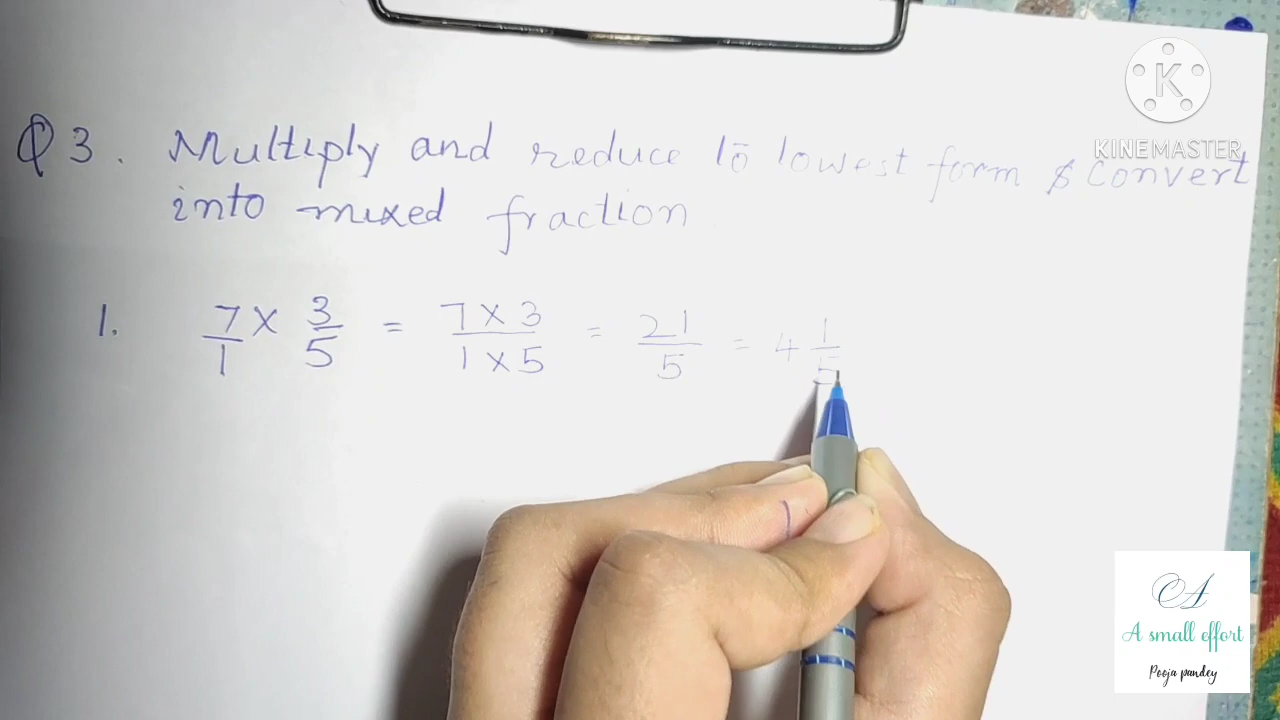 K
KINEMASTER
Q 3. Multiply and reduce to lowest form & convert
into mixed fraction
1. 7/1 × 3/5 = 7 × 3/1 × 5 = 21/5 = 4 1/5
A
A small effort
Pooja pandey